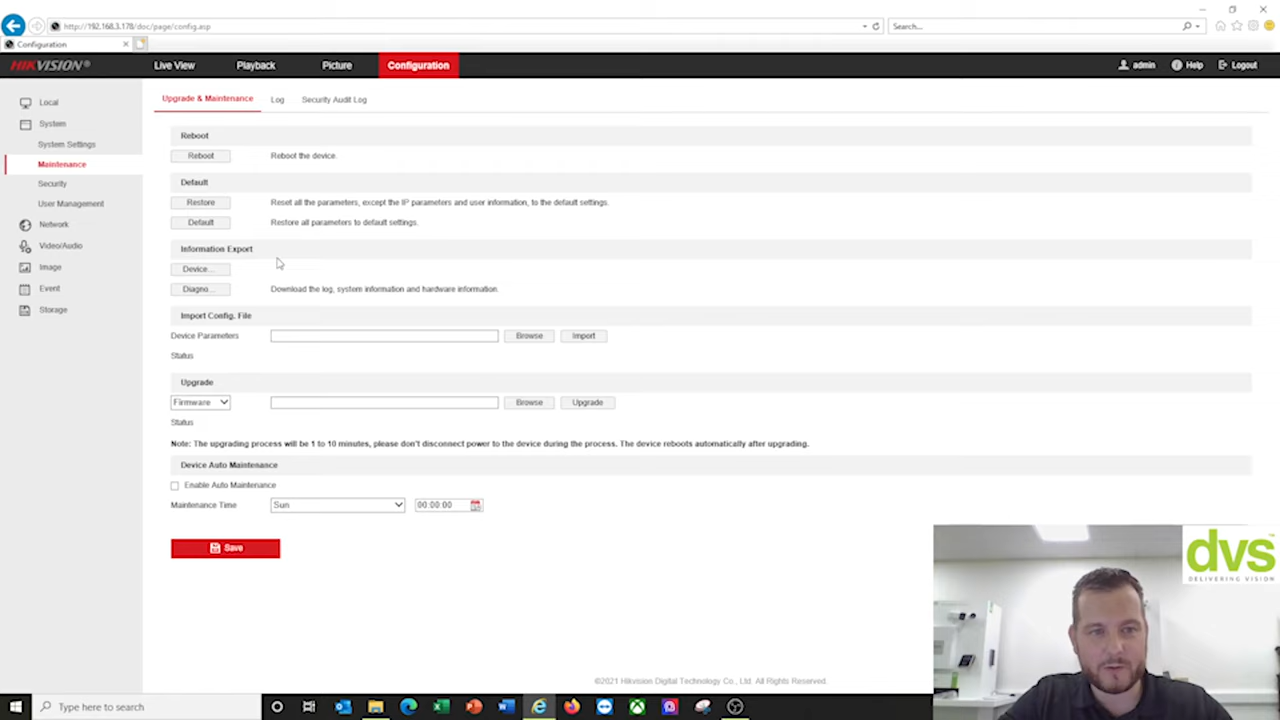 http://192.168.3.178/doc/page/config.asp
Search...
Configuration
HIKVISION®
Live View
Playback
Picture
Configuration
admin
Help
Logout
Local
System
System Settings
Maintenance
Security
User Management
Network
Video/Audio
Image
Event
Storage
Upgrade & Maintenance
Log
Security Audit Log
Reboot
Reboot
Reboot the device.
Default
Restore
Reset all the parameters, except the IP parameters and user information, to the default settings.
Default
Restore all parameters to default settings.
Information Export
Device...
Diagno...
Download the log, system information and hardware information.
Import Config. File
Device Parameters
Browse
Import
Status
Upgrade
Firmware
Browse
Upgrade
Status
Note: The upgrading process will be 1 to 10 minutes, please don't disconnect power to the device during the process. The device reboots automatically after upgrading.
Device Auto Maintenance
Enable Auto Maintenance
Maintenance Time
Sun
00:00:00
Save
©2021 Hikvision Digital Technology Co., Ltd. All Rights Reserved.
dvs™
DELIVERING VISION
Type here to search